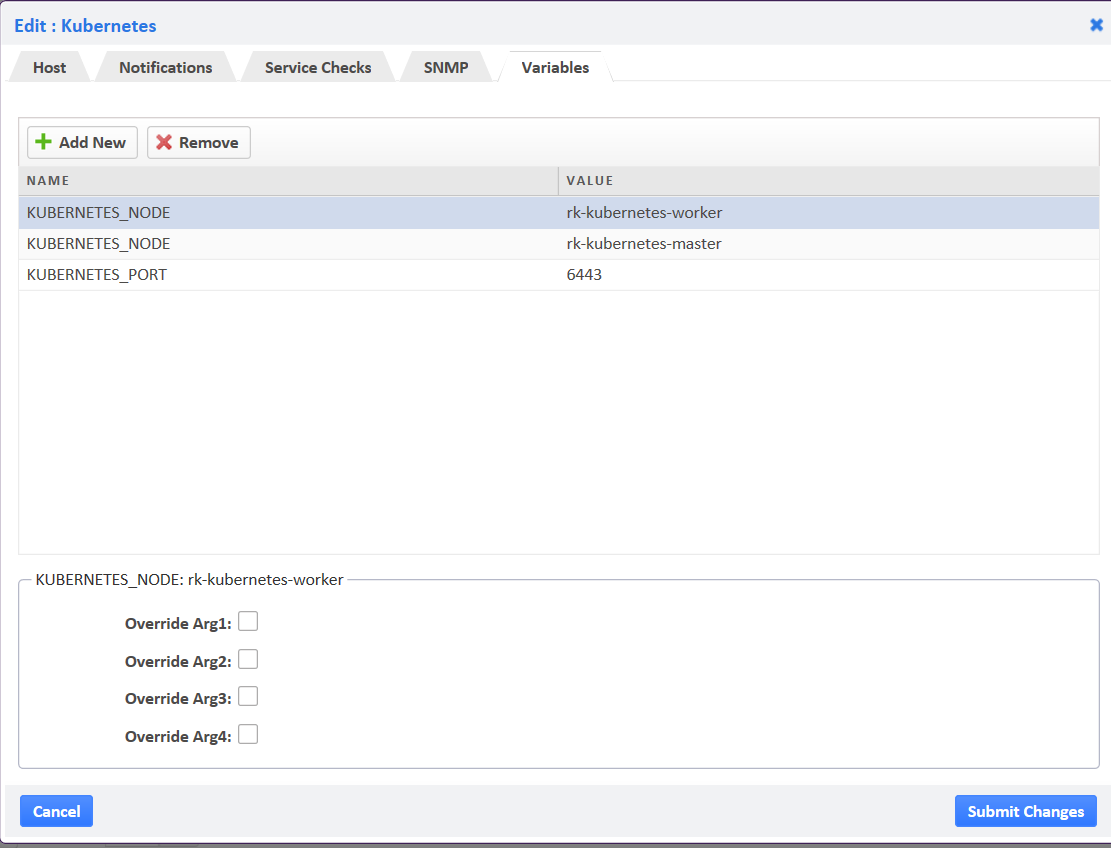 Edit : Kubernetes
Host Notifications Service Checks SNMP Variables
Add New Remove
NAME VALUE
KUBERNETES_NODE rk-kubernetes-worker
KUBERNETES_NODE rk-kubernetes-master
KUBERNETES_PORT 6443
KUBERNETES_NODE: rk-kubernetes-worker
Override Arg1:
Override Arg2:
Override Arg3:
Override Arg4:
Cancel Submit Changes